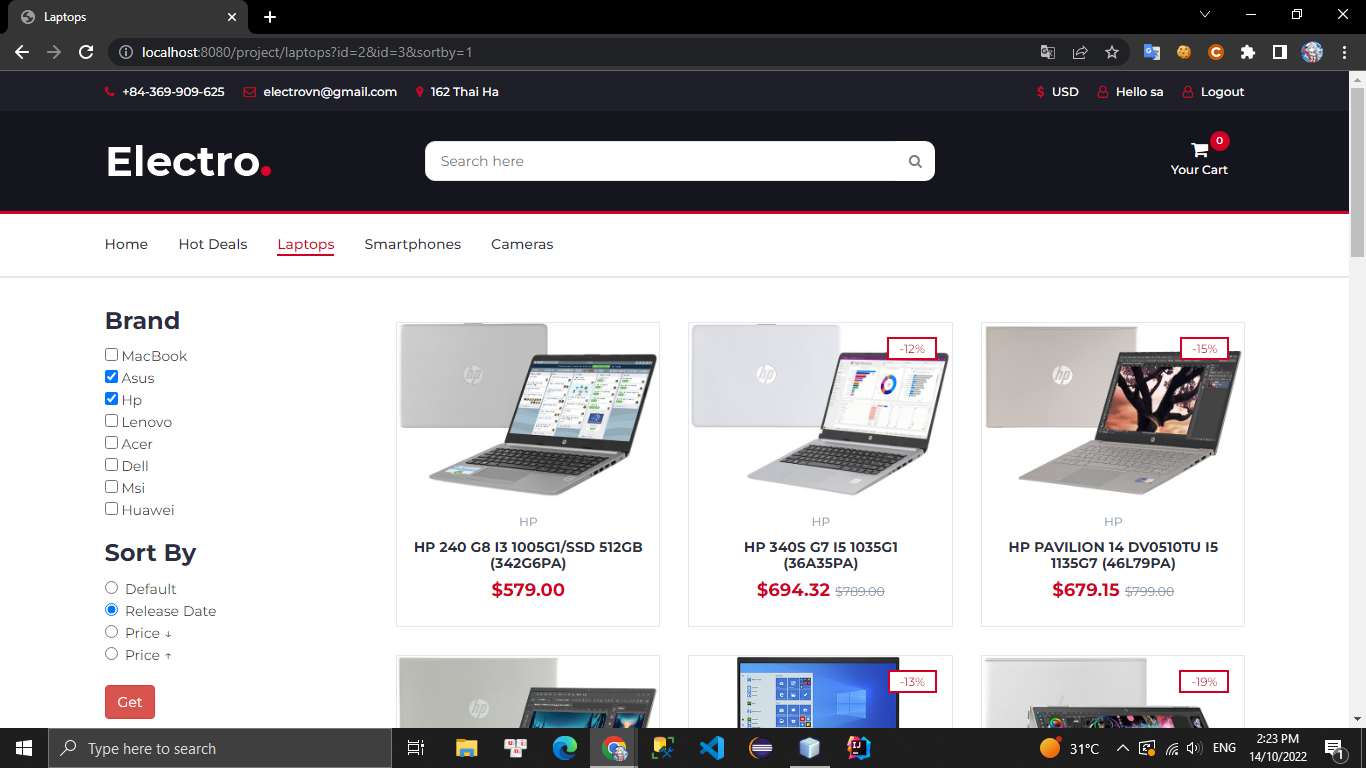 Laptops
localhost:8080/project/laptops?id=2&id=3&sortby=1
+84-369-909-625 electrovn@gmail.com 162 Thai Ha $ USD Hello sa Logout
Electro.
Search here
0
Your Cart
Home Hot Deals Laptops Smartphones Cameras
Brand
MacBook
Asus
Hp
Lenovo
Acer
Dell
Msi
Huawei
Sort By
Default
Release Date
Price ↓
Price ↑
Get
HP
HP 240 G8 I3 1005G1/SSD 512GB
(342G6PA)
$579.00
-12%
HP
HP 340S G7 I5 1035G1
(36A35PA)
$694.32 $789.00
-15%
HP
HP PAVILION 14 DV0510TU I5
1135G7 (46L79PA)
$679.15 $799.00
-13%
-19%
Type here to search
31°C
ENG
2:23 PM
14/10/2022
1